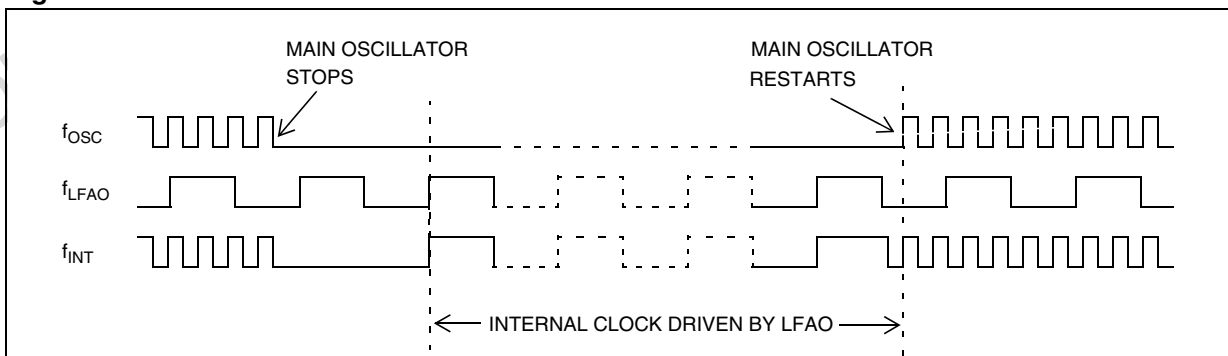 MAIN OSCILLATOR
STOPS
MAIN OSCILLATOR
RESTARTS
fOSC
fLFAO
fINT
INTERNAL CLOCK DRIVEN BY LFAO